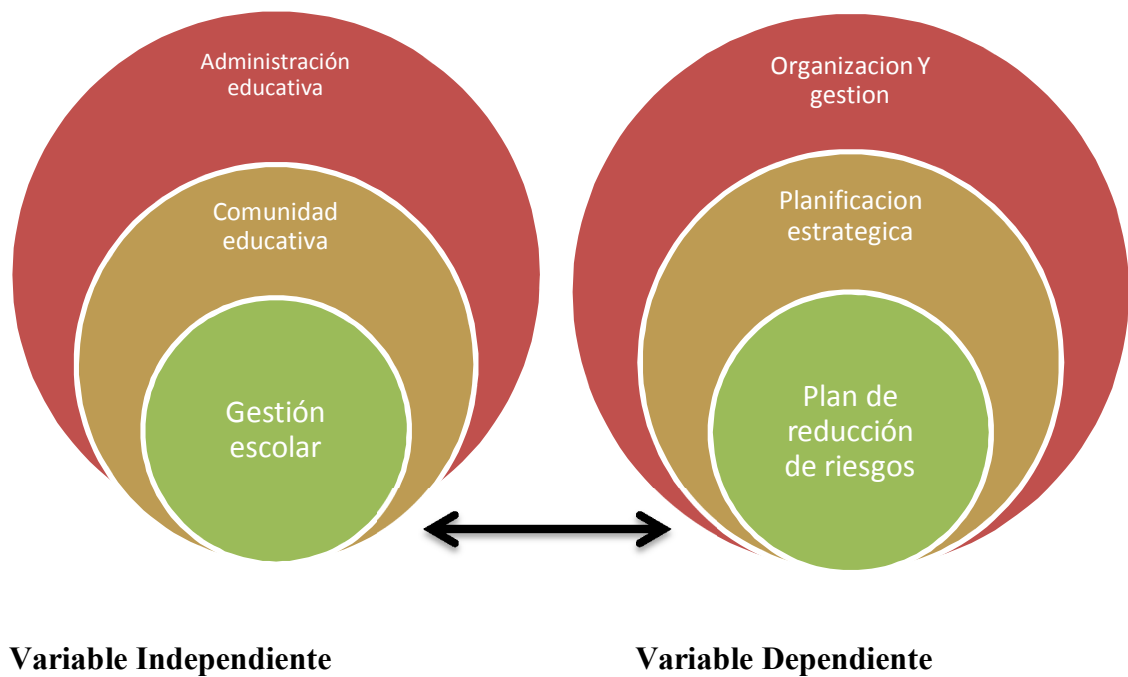 Administración
educativa
Comunidad
educativa
Gestión
escolar
Organizacion Y
gestion
Planificacion
estrategica
Plan de
reducción
de riesgos
Variable Independiente
Variable Dependiente